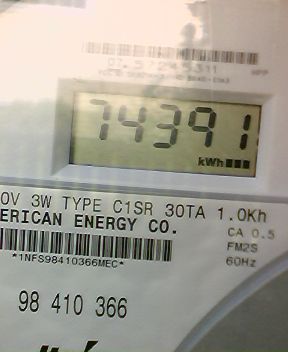 74391
kWh
0V 3W TYPE C1SR 30TA 1.0Kh
ERICAN ENERGY CO.
CA 0.5
FM2S
60Hz
*1NFS98410366MEC*
98 410 366